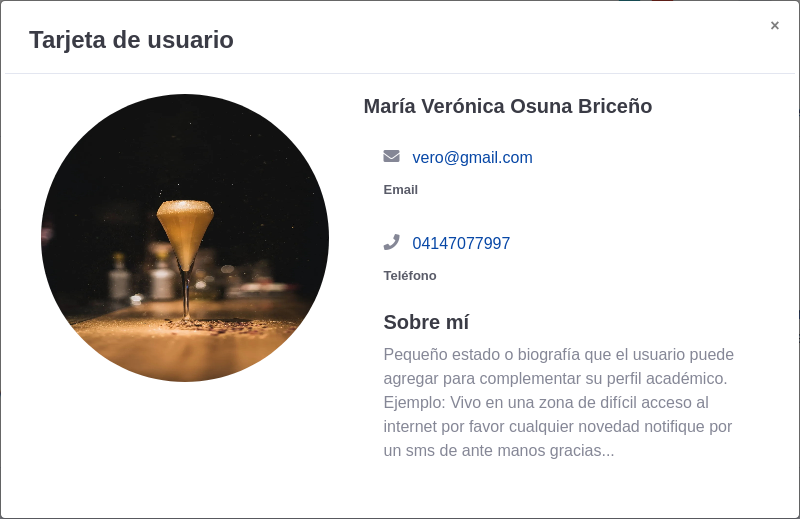 Tarjeta de usuario
×
María Verónica Osuna Briceño
vero@gmail.com
Email
04147077997
Teléfono
Sobre mí
Pequeño estado o biografía que el usuario puede
agregar para complementar su perfil académico.
Ejemplo: Vivo en una zona de difícil acceso al
internet por favor cualquier novedad notifique por
un sms de ante manos gracias...